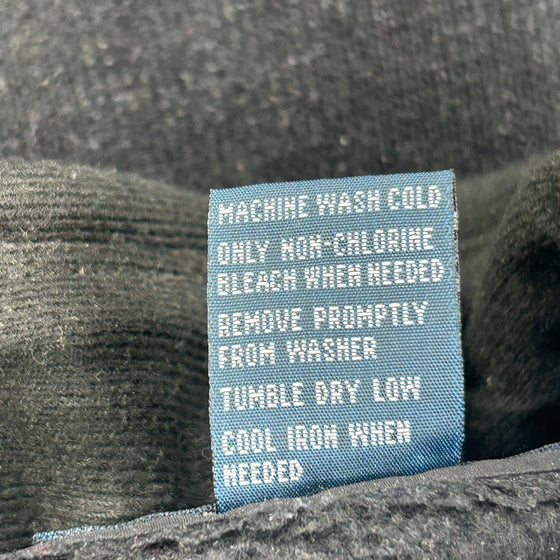 MACHINE WASH COLD
ONLY NON-CHLORINE
BLEACH WHEN NEEDED
REMOVE PROMPTLY
FROM WASHER
TUMBLE DRY LOW
COOL IRON WHEN
NEEDED